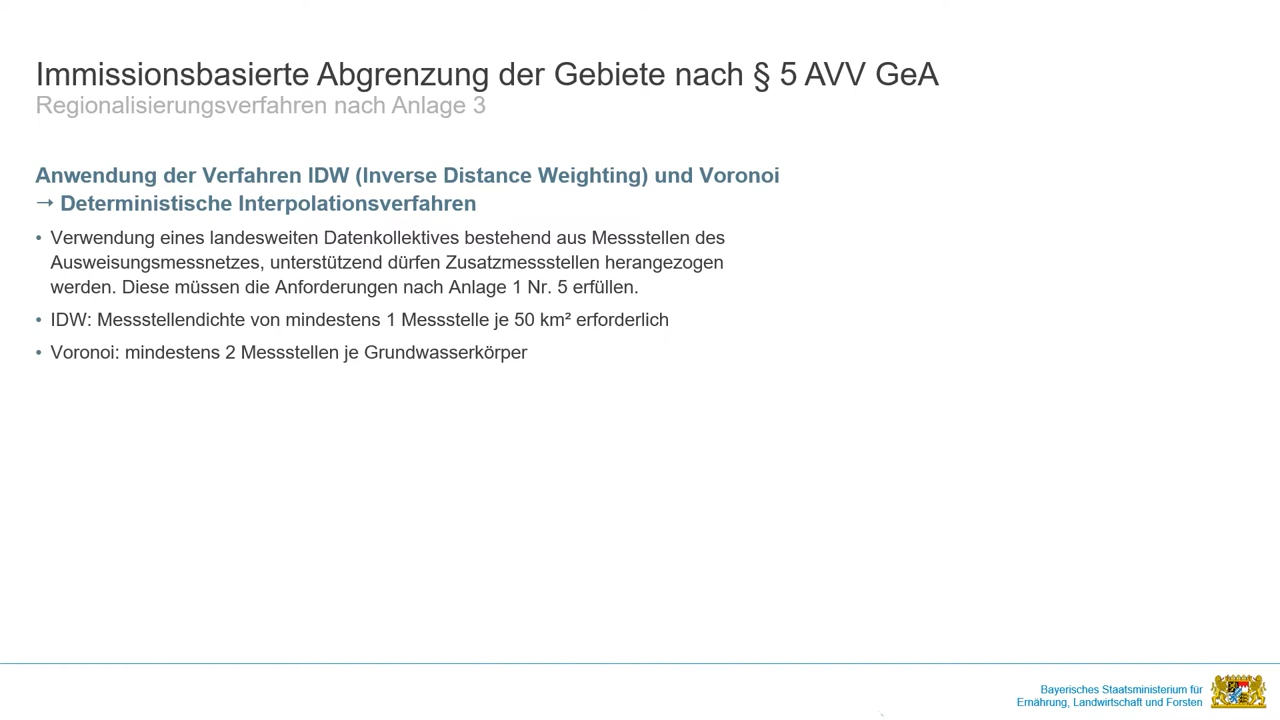 Immissionsbasierte Abgrenzung der Gebiete nach § 5 AVV GeA
Regionalisierungsverfahren nach Anlage 3
Anwendung der Verfahren IDW (Inverse Distance Weighting) und Voronoi
→ Deterministische Interpolationsverfahren
• Verwendung eines landesweiten Datenkollektives bestehend aus Messstellen des
Ausweisungsmessnetzes, unterstützend dürfen Zusatzmessstellen herangezogen
werden. Diese müssen die Anforderungen nach Anlage 1 Nr. 5 erfüllen.
• IDW: Messstellendichte von mindestens 1 Messstelle je 50 km² erforderlich
• Voronoi: mindestens 2 Messstellen je Grundwasserkörper
Bayerisches Staatsministerium für
Ernährung, Landwirtschaft und Forsten